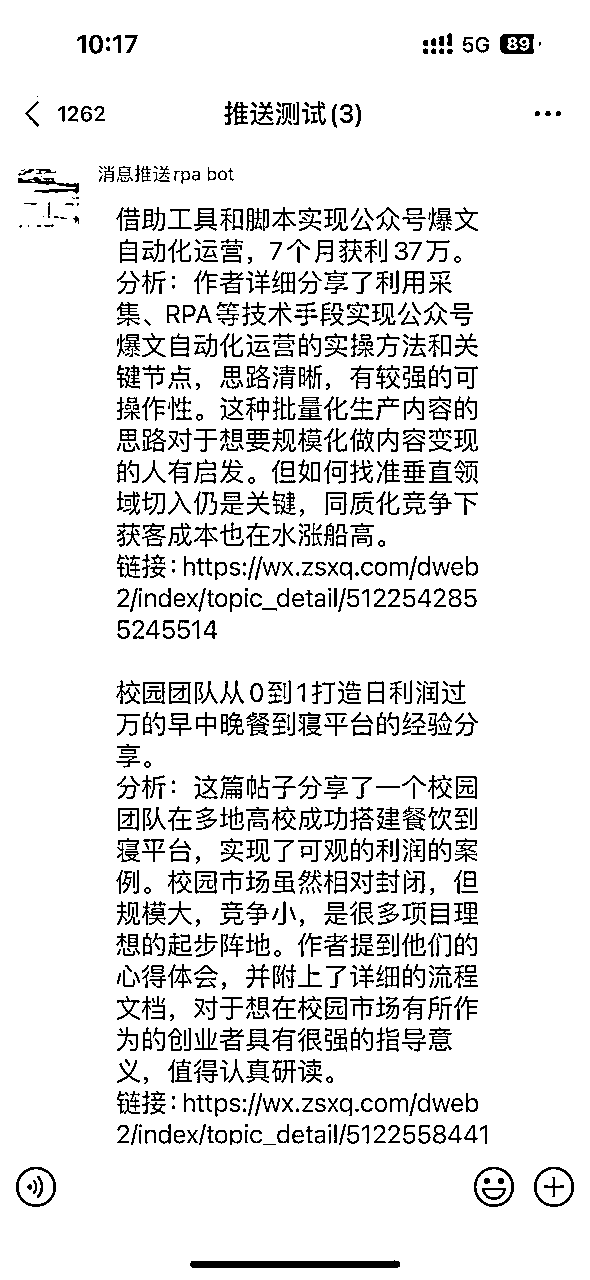 10:17
5G 89
1262
推送测试(3)
消息推送rpa bot
借助工具和脚本实现公众号爆文
自动化运营，7个月获利37万。
分析：作者详细分享了利用采
集、RPA等技术手段实现公众号
爆文自动化运营的实操方法和关
键节点，思路清晰，有较强的可
操作性。这种批量化生产内容的
思路对于想要规模化做内容变现
的人有启发。但如何找准垂直领
域切入仍是关键，同质化竞争下
获客成本也在水涨船高。
链接：https://wx.zsxq.com/dweb
2/index/topic_detail/512254285
5245514
校园团队从0到1打造日利润过
万的早中晚餐到寝平台的经验分
享。
分析：这篇帖子分享了一个校园
团队在多地高校成功搭建餐饮到
寝平台，实现了可观的利润的案
例。校园市场虽然相对封闭，但
规模大，竞争小，是很多项目理
想的起步阵地。作者提到他们的
心得体会，并附上了详细的流程
文档，对于想在校园市场有所作
为的创业者具有很强的指导意
义，值得认真研读。
链接：https://wx.zsxq.com/dweb
2/index/topic_detail/5122558441